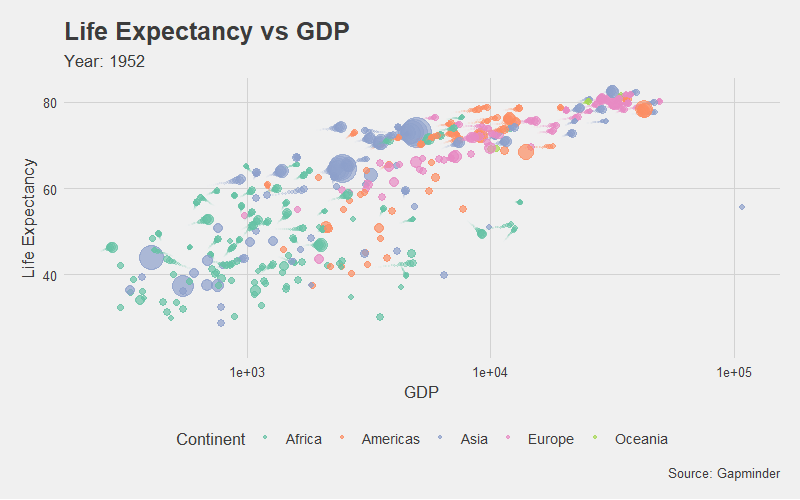 Life Expectancy vs GDP
Year: 1952
Life Expectancy
80
60
40
1e+03 1e+04 1e+05
GDP
Continent Africa Americas Asia Europe Oceania
Source: Gapminder